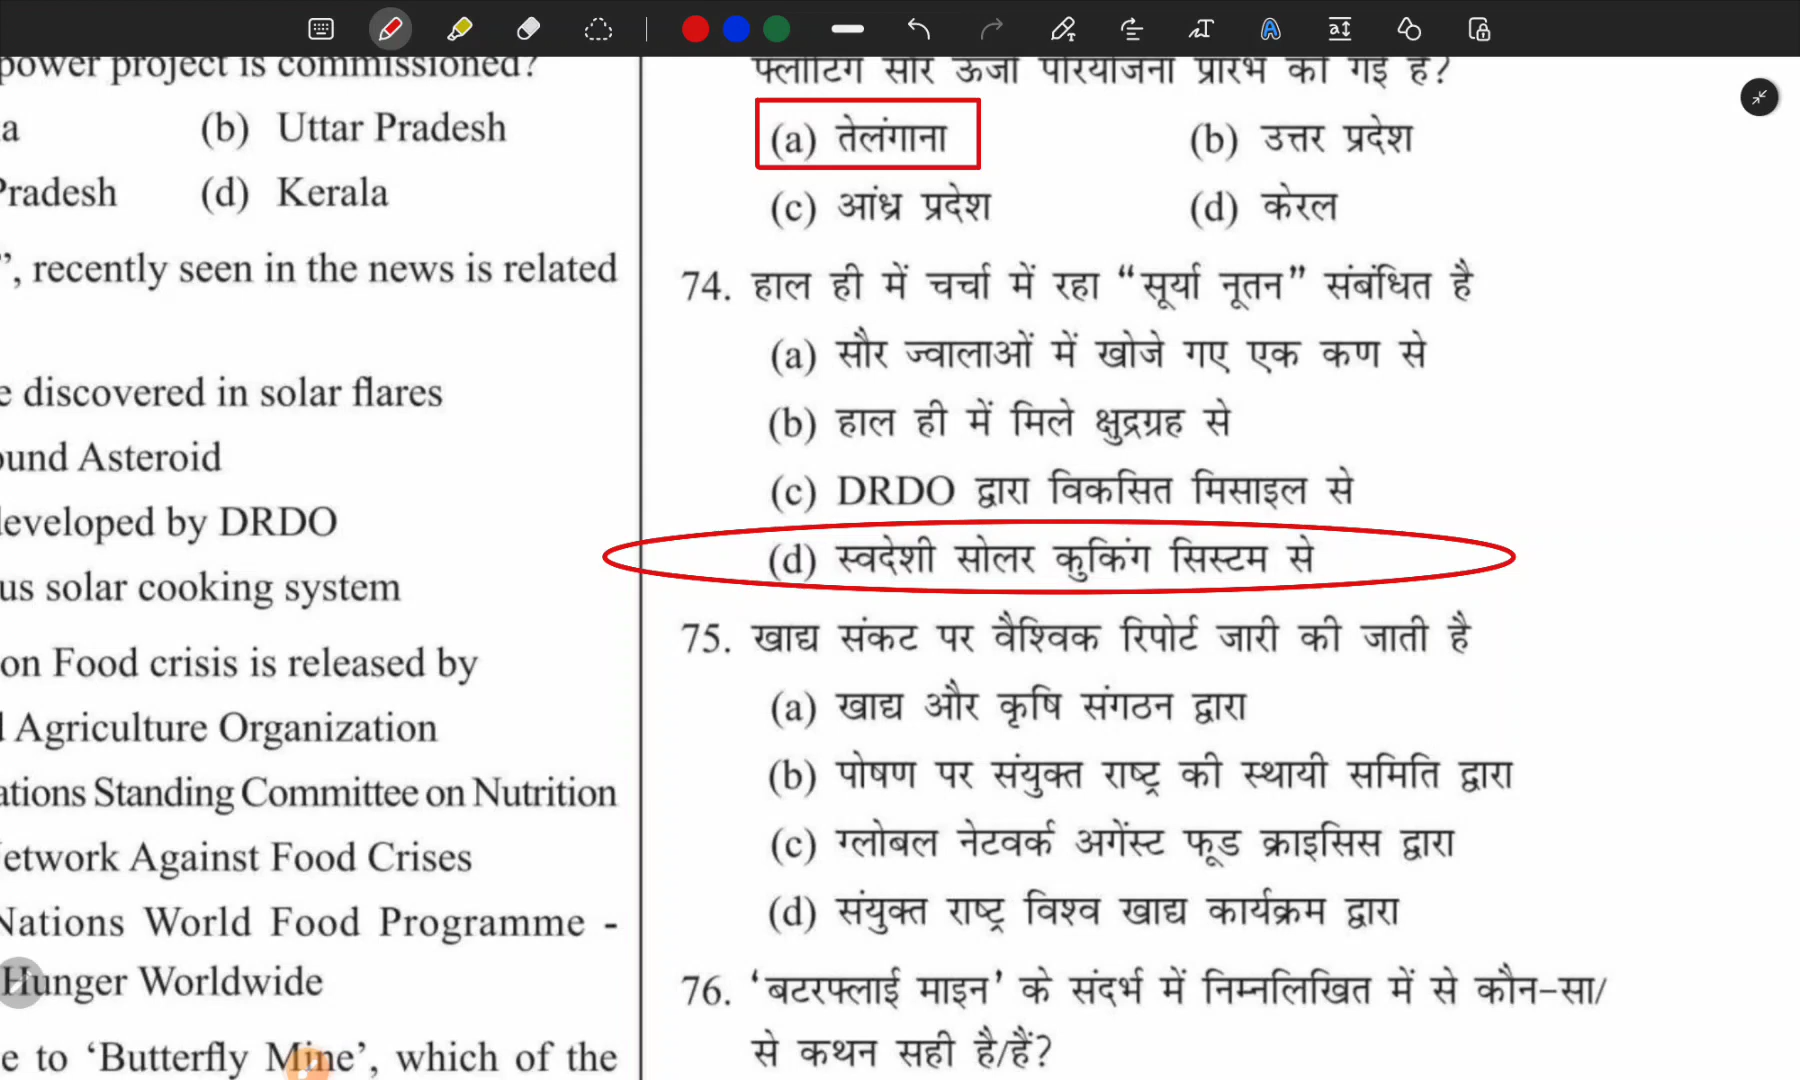 power project is commissioned?
a (b) Uttar Pradesh
Pradesh (d) Kerala
”, recently seen in the news is related
e discovered in solar flares
ound Asteroid
developed by DRDO
us solar cooking system
on Food crisis is released by
d Agriculture Organization
ations Standing Committee on Nutrition
Network Against Food Crises
Nations World Food Programme -
Hunger Worldwide
e to ‘Butterfly Mine’, which of the
फ्लोटिंग सौर ऊर्जा परियोजना प्रारंभ की गई है?
(a) तेलंगाना (b) उत्तर प्रदेश
(c) आंध्र प्रदेश (d) केरल
74. हाल ही में चर्चा में रहा “सूर्या नूतन” संबंधित है
(a) सौर ज्वालाओं में खोजे गए एक कण से
(b) हाल ही में मिले क्षुद्रग्रह से
(c) DRDO द्वारा विकसित मिसाइल से
(d) स्वदेशी सोलर कुकिंग सिस्टम से
75. खाद्य संकट पर वैश्विक रिपोर्ट जारी की जाती है
(a) खाद्य और कृषि संगठन द्वारा
(b) पोषण पर संयुक्त राष्ट्र की स्थायी समिति द्वारा
(c) ग्लोबल नेटवर्क अगेंस्ट फूड क्राइसिस द्वारा
(d) संयुक्त राष्ट्र विश्व खाद्य कार्यक्रम द्वारा
76. ‘बटरफ्लाई माइन’ के संदर्भ में निम्नलिखित में से कौन-सा/
से कथन सही है/हैं?